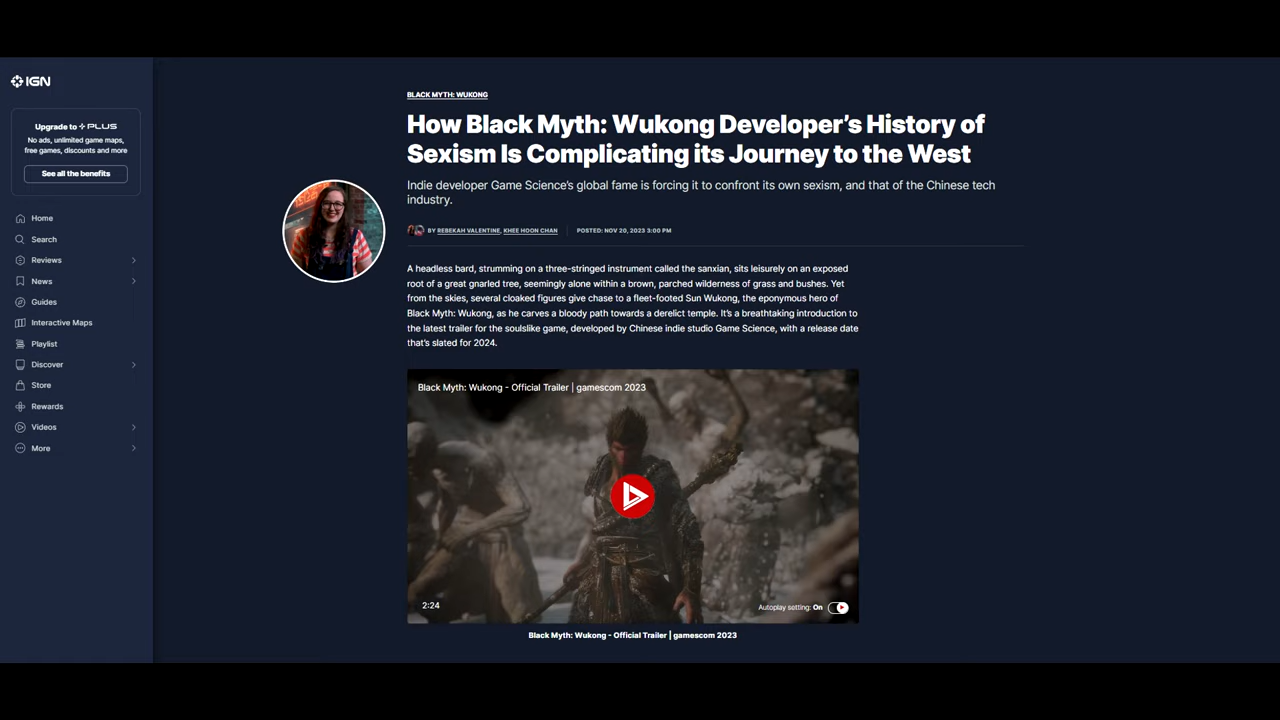 IGN
Upgrade to PLUS
No ads, unlimited game maps,
free games, discounts and more
See all the benefits
Home
Search
Reviews
News
Guides
Interactive Maps
Playlist
Discover
Store
Rewards
Videos
More
BLACK MYTH: WUKONG
How Black Myth: Wukong Developer's History of
Sexism Is Complicating its Journey to the West
Indie developer Game Science's global fame is forcing it to confront its own sexism, and that of the Chinese tech
industry.
BY REBEKAH VALENTINE, KHEE HOON CHAN POSTED: NOV 20, 2023 3:00 PM
A headless bard, strumming on a three-stringed instrument called the sanxian, sits leisurely on an exposed
root of a great gnarled tree, seemingly alone within a brown, parched wilderness of grass and bushes. Yet
from the skies, several cloaked figures give chase to a fleet-footed Sun Wukong, the eponymous hero of
Black Myth: Wukong, as he carves a bloody path towards a derelict temple. It's a breathtaking introduction to
the latest trailer for the soulslike game, developed by Chinese indie studio Game Science, with a release date
that's slated for 2024.
Black Myth: Wukong - Official Trailer | gamescom 2023
2:24
Autoplay setting: On
Black Myth: Wukong - Official Trailer | gamescom 2023